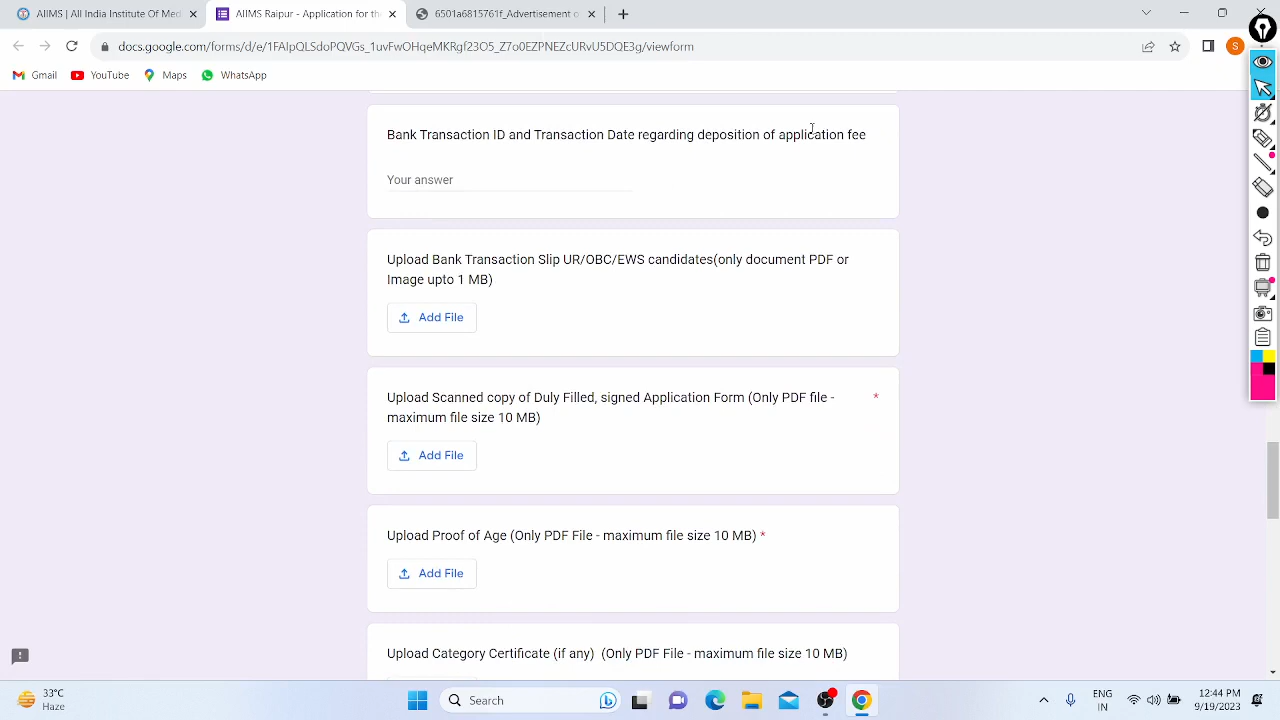 AIIMS | All India Institute of Med
AIIMS Raipur - Application for th
6501a6815761f_Advertisement o
docs.google.com/forms/d/e/1FAIpQLSdoPQVGs_1uvFwOHqeMKRgf23O5_ZT0EZPNEZcURvU5DQE3g/viewform
S
Gmail
YouTube
Maps
WhatsApp
Bank Transaction ID and Transaction Date regarding deposition of application fee
Your answer
Upload Bank Transaction Slip UR/OBC/EWS candidates(only document PDF or
Image upto 1 MB)
Add File
Upload Scanned copy of Duly Filled, signed Application Form (Only PDF file - *
maximum file size 10 MB)
Add File
Upload Proof of Age (Only PDF File - maximum file size 10 MB) *
Add File
Upload Category Certificate (if any)  (Only PDF File - maximum file size 10 MB)
33°C
Haze
Search
ENG
IN
12:44 PM
9/19/2023